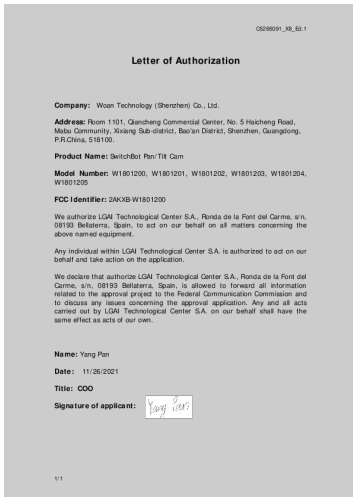 C5266091_X8_Ed.1
Letter of Authorization
Company: Woan Technology (Shenzhen) Co., Ltd.
Address: Room 1101, Qiancheng Commercial Center, No. 5 Haicheng Road,
Mabu Community, Xixiang Sub-district, Bao'an District, Shenzhen, Guangdong,
P.R.China, 518100.
Product Name: SwitchBot Pan/Tilt Cam
Model Number: W1801200, W1801201, W1801202, W1801203, W1801204,
W1801205
FCC Identifier: 2AKXB-W1801200
We authorize LGAI Technological Center S.A., Ronda de la Font del Carme, s/n,
08193 Bellaterra, Spain, to act on our behalf on all matters concerning the
above named equipment.
Any individual within LGAI Technological Center S.A. is authorized to act on our
behalf and take action on the application.
We declare that authorize LGAI Technological Center S.A., Ronda de la Font del
Carme, s/n, 08193 Bellaterra, Spain, is allowed to forward all information
related to the approval project to the Federal Communication Commission and
to discuss any issues concerning the approval application. Any and all acts
carried out by LGAI Technological Center S.A. on our behalf shall have the
same effect as acts of our own.
Name: Yang Pan
Date: 11/26/2021
Title: COO
Signature of applicant: Yang Pan
1/1